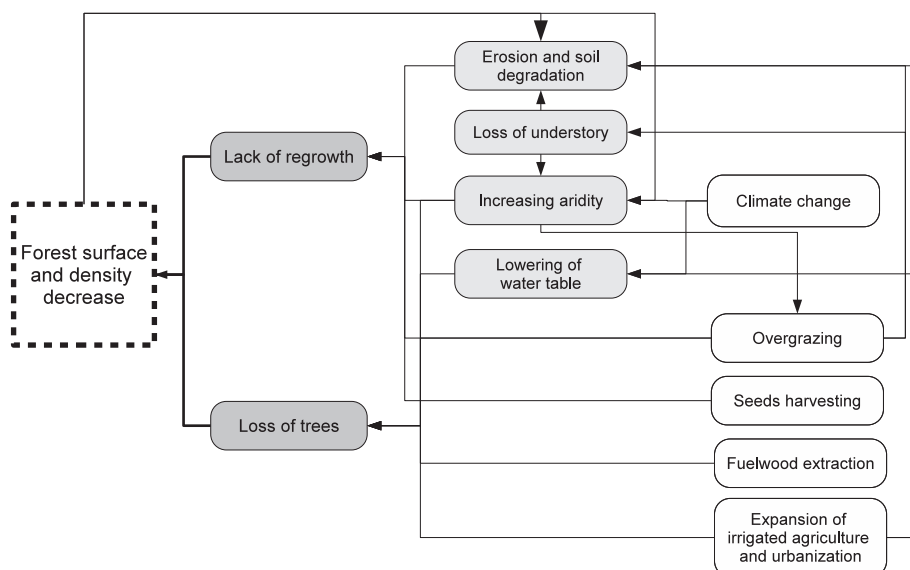 Erosion and soil
degradation
Loss of understory
Lack of regrowth
Increasing aridity
Climate change
Forest surface
and density
decrease
Lowering of
water table
Overgrazing
Seeds harvesting
Loss of trees
Fuelwood extraction
Expansion of
irrigated agriculture
and urbanization